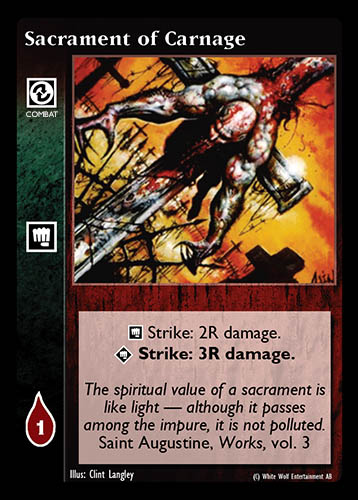 Sacrament of Carnage
COMBAT
Strike: 2R damage.
Strike: 3R damage.
The spiritual value of a sacrament is
like light — although it passes
among the impure, it is not polluted.
Saint Augustine, Works, vol. 3
1
Illus: Clint Langley
(C) White Wolf Entertainment AB